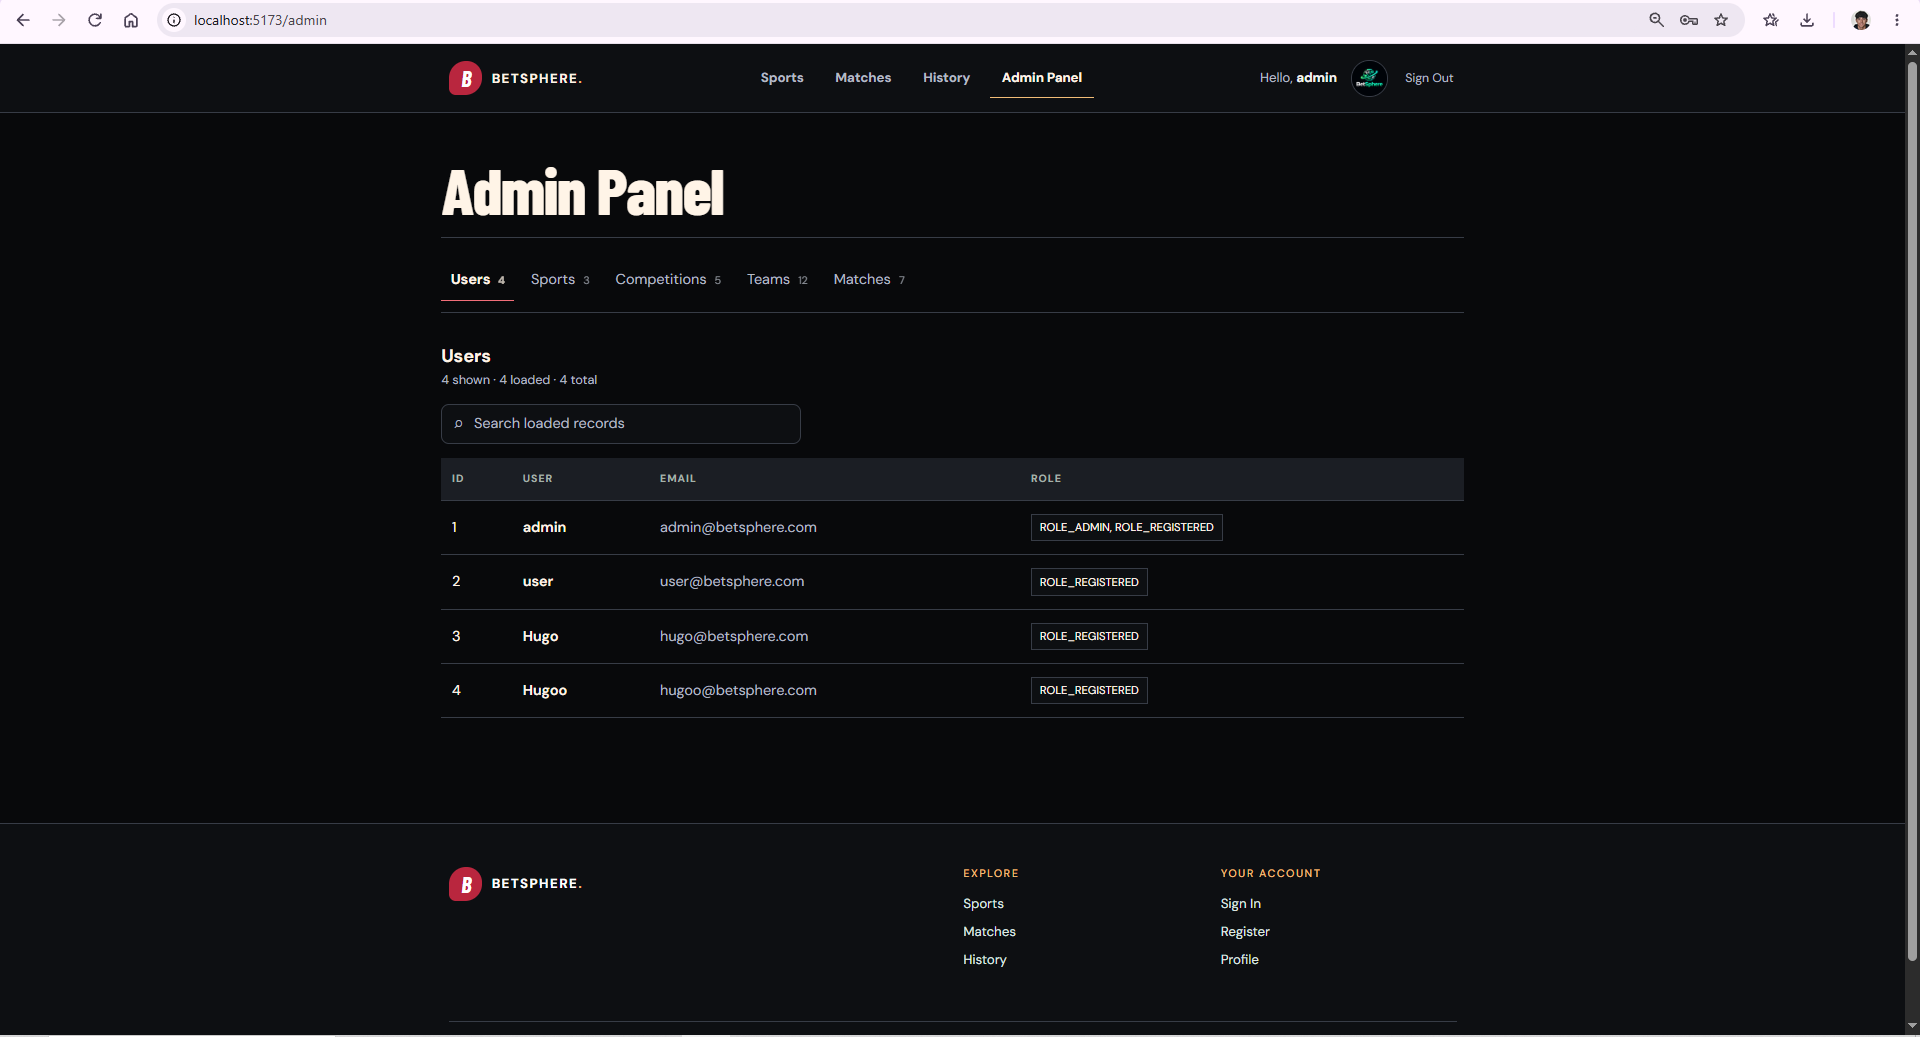 localhost:5173/admin
B BETSPHERE.
Sports Matches History Admin Panel
Hello, admin BetSphere Sign Out
Admin Panel
Users 4 Sports 3 Competitions 5 Teams 12 Matches 7
Users
4 shown · 4 loaded · 4 total
Search loaded records
ID USER EMAIL ROLE
1 admin admin@betsphere.com ROLE_ADMIN, ROLE_REGISTERED
2 user user@betsphere.com ROLE_REGISTERED
3 Hugo hugo@betsphere.com ROLE_REGISTERED
4 Hugoo hugoo@betsphere.com ROLE_REGISTERED
B BETSPHERE.
EXPLORE
Sports
Matches
History
YOUR ACCOUNT
Sign In
Register
Profile